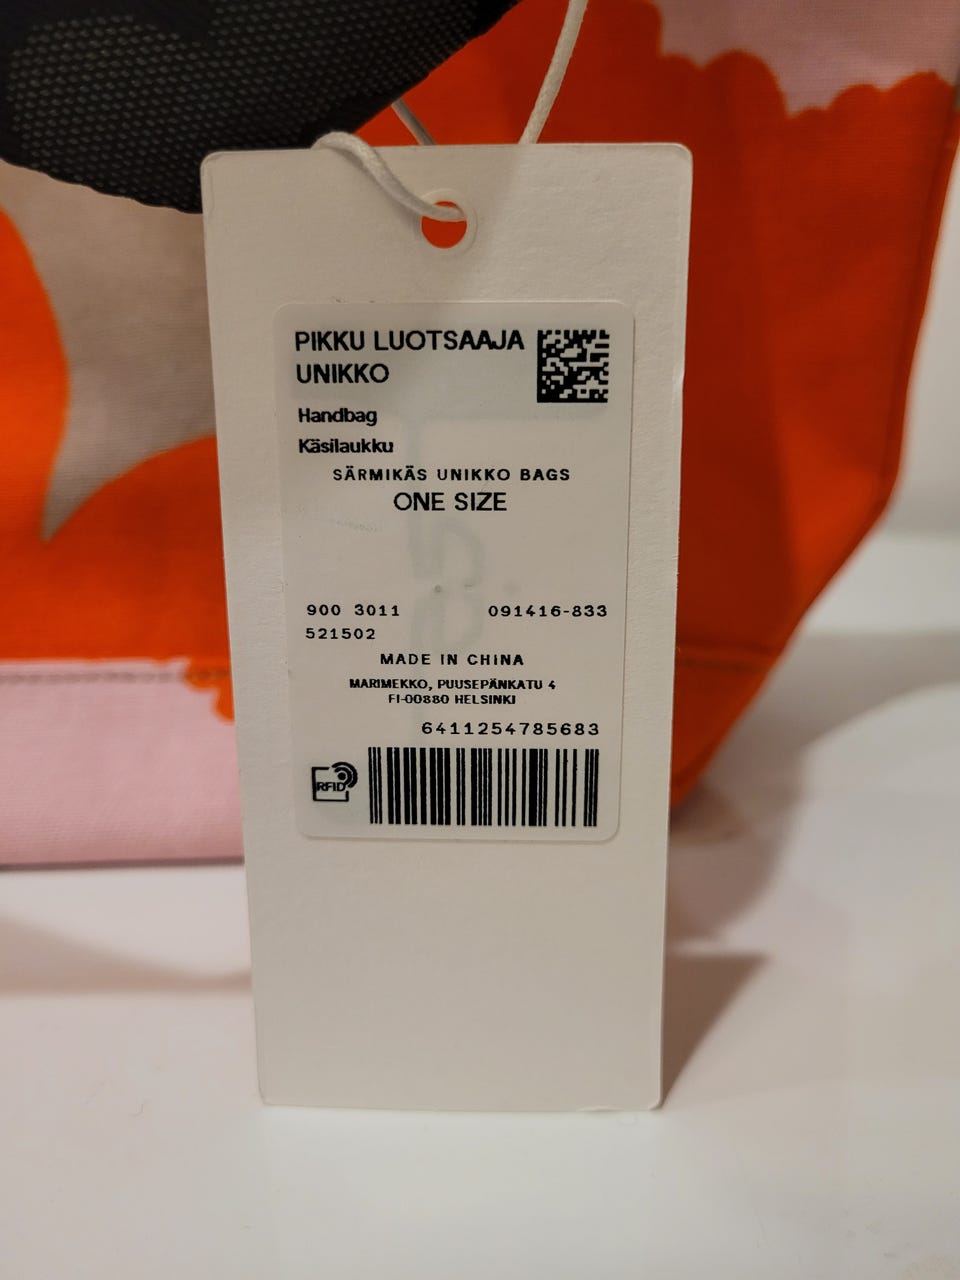 PIKKU LUOTSAAJA
UNIKKO
Handbag
Käsilaukku
SÄRMIKÄS UNIKKO BAGS
ONE SIZE
900 3011 091416-833
521502
MADE IN CHINA
MARIMEKKO, PUUSEPÄNKATU 4
FI-00880 HELSINKI
6411254785683
RFID